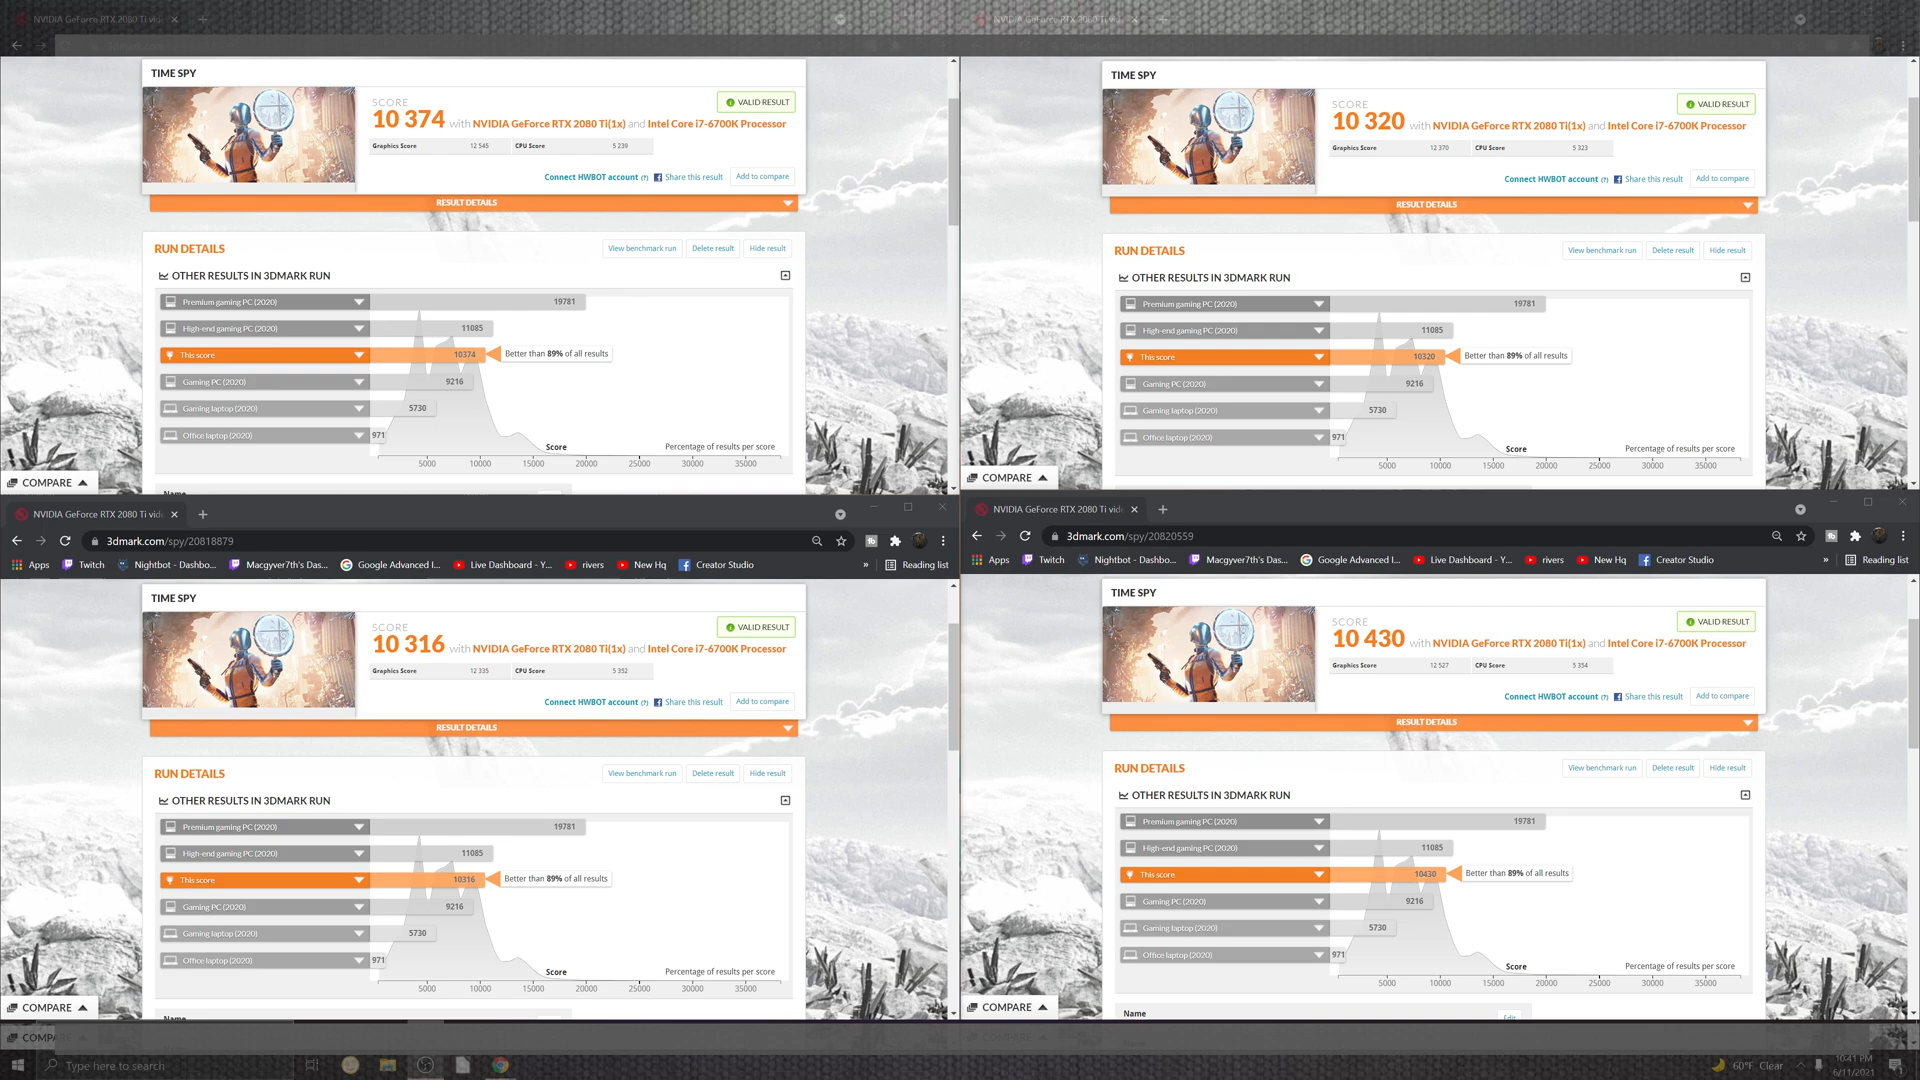 NVIDIA GeForce RTX 2080 Ti vid
NVIDIA GeForce RTX 2080 Ti vid
TIME SPY
SCORE
VALID RESULT
10 374 with NVIDIA GeForce RTX 2080 Ti(1x) and Intel Core i7-6700K Processor
Graphics Score 12 545 CPU Score 5 239
Connect HWBOT account (?) Share this result Add to compare
RESULT DETAILS
RUN DETAILS
View benchmark run Delete result Hide result
OTHER RESULTS IN 3DMARK RUN
Premium gaming PC (2020) 19781
High-end gaming PC (2020) 11085
This score 10374 Better than 89% of all results
Gaming PC (2020) 9216
Gaming laptop (2020) 5730
Office laptop (2020) 971
Score Percentage of results per score
5000 10000 15000 20000 25000 30000 35000
COMPARE
Name
TIME SPY
SCORE
VALID RESULT
10 320 with NVIDIA GeForce RTX 2080 Ti(1x) and Intel Core i7-6700K Processor
Graphics Score 12 370 CPU Score 5 323
Connect HWBOT account (?) Share this result Add to compare
RESULT DETAILS
RUN DETAILS
View benchmark run Delete result Hide result
OTHER RESULTS IN 3DMARK RUN
Premium gaming PC (2020) 19781
High-end gaming PC (2020) 11085
This score 10320 Better than 89% of all results
Gaming PC (2020) 9216
Gaming laptop (2020) 5730
Office laptop (2020) 971
Score Percentage of results per score
5000 10000 15000 20000 25000 30000 35000
COMPARE
NVIDIA GeForce RTX 2080 Ti vid
3dmark.com/spy/20818879
Apps Twitch Nightbot - Dashbo... Macgyver7th's Das... Google Advanced I... Live Dashboard - Y... rivers New Hq Creator Studio » Reading list
TIME SPY
SCORE
VALID RESULT
10 316 with NVIDIA GeForce RTX 2080 Ti(1x) and Intel Core i7-6700K Processor
Graphics Score 12 335 CPU Score 5 352
Connect HWBOT account (?) Share this result Add to compare
RESULT DETAILS
RUN DETAILS
View benchmark run Delete result Hide result
OTHER RESULTS IN 3DMARK RUN
Premium gaming PC (2020) 19781
High-end gaming PC (2020) 11085
This score 10316 Better than 89% of all results
Gaming PC (2020) 9216
Gaming laptop (2020) 5730
Office laptop (2020) 971
Score Percentage of results per score
5000 10000 15000 20000 25000 30000 35000
COMPARE
Name
NVIDIA GeForce RTX 2080 Ti vid
3dmark.com/spy/20820559
Apps Twitch Nightbot - Dashbo... Macgyver7th's Das... Google Advanced I... Live Dashboard - Y... rivers New Hq Creator Studio » Reading list
TIME SPY
SCORE
VALID RESULT
10 430 with NVIDIA GeForce RTX 2080 Ti(1x) and Intel Core i7-6700K Processor
Graphics Score 12 527 CPU Score 5 354
Connect HWBOT account (?) Share this result Add to compare
RESULT DETAILS
RUN DETAILS
View benchmark run Delete result Hide result
OTHER RESULTS IN 3DMARK RUN
Premium gaming PC (2020) 19781
High-end gaming PC (2020) 11085
This score 10430 Better than 89% of all results
Gaming PC (2020) 9216
Gaming laptop (2020) 5730
Office laptop (2020) 971
Score Percentage of results per score
5000 10000 15000 20000 25000 30000 35000
COMPARE
Name Edit
COMPA
Type here to search
60°F Clear
10:41 PM
6/11/2021